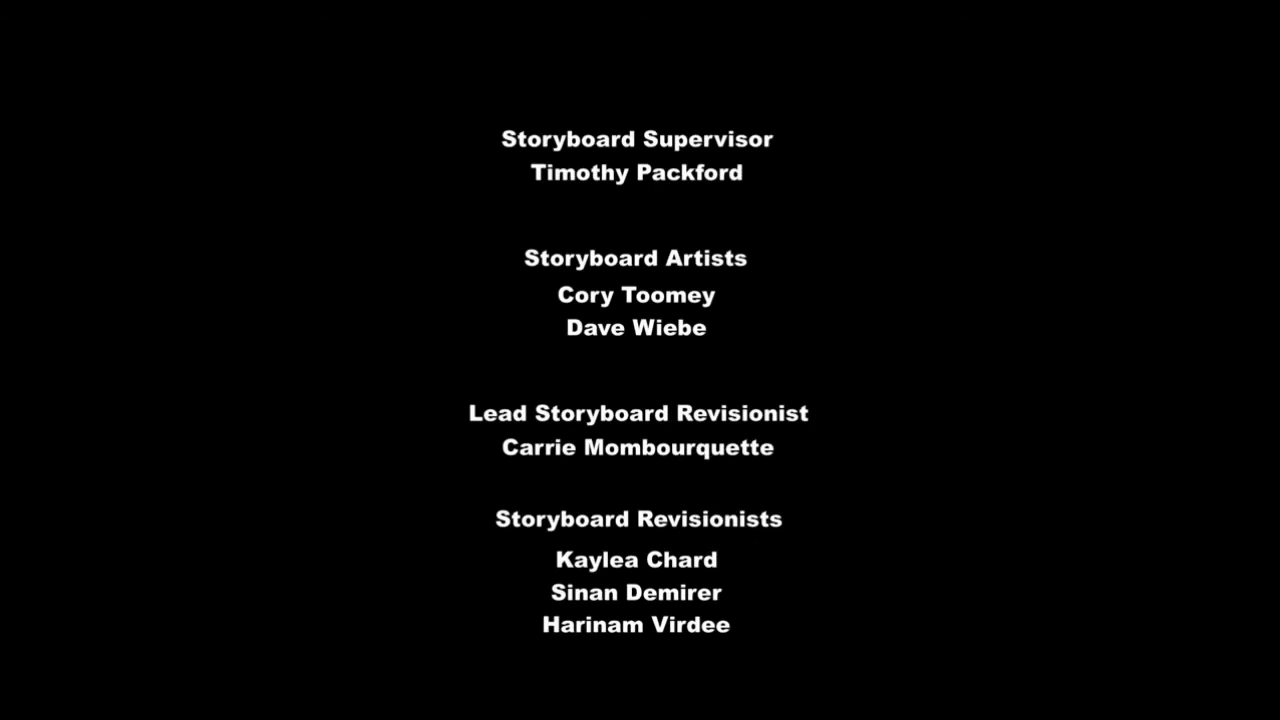 Storyboard Supervisor
Timothy Packford
Storyboard Artists
Cory Toomey
Dave Wiebe
Lead Storyboard Revisionist
Carrie Mombourquette
Storyboard Revisionists
Kaylea Chard
Sinan Demirer
Harinam Virdee